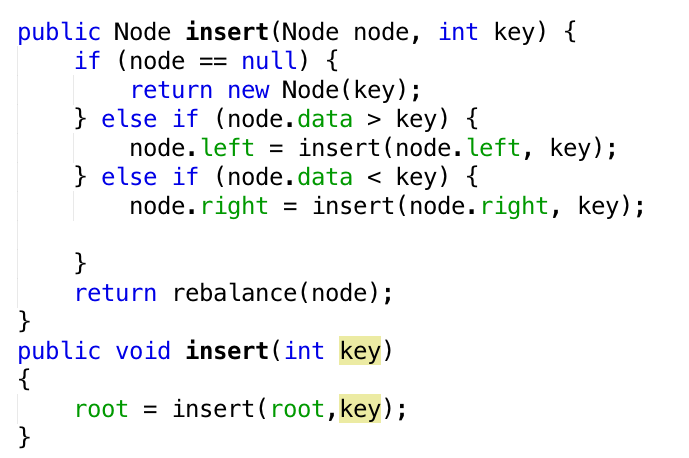 public Node insert(Node node, int key) {
    if (node == null) {
        return new Node(key);
    } else if (node.data > key) {
        node.left = insert(node.left, key);
    } else if (node.data < key) {
        node.right = insert(node.right, key);

    }
    return rebalance(node);
}
public void insert(int key)
{
    root = insert(root,key);
}